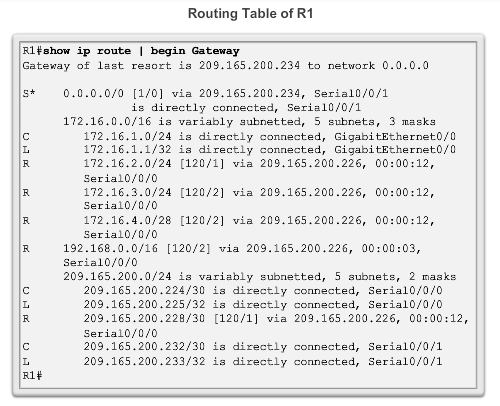 Routing Table of R1
R1#show ip route | begin Gateway
Gateway of last resort is 209.165.200.234 to network 0.0.0.0
S* 0.0.0.0/0 [1/0] via 209.165.200.234, Serial0/0/1
is directly connected, Serial0/0/1
172.16.0.0/16 is variably subnetted, 5 subnets, 3 masks
C 172.16.1.0/24 is directly connected, GigabitEthernet0/0
L 172.16.1.1/32 is directly connected, GigabitEthernet0/0
R 172.16.2.0/24 [120/1] via 209.165.200.226, 00:00:12,
Serial0/0/0
R 172.16.3.0/24 [120/2] via 209.165.200.226, 00:00:12,
Serial0/0/0
R 172.16.4.0/28 [120/2] via 209.165.200.226, 00:00:12,
Serial0/0/0
R 192.168.0.0/16 [120/2] via 209.165.200.226, 00:00:03,
Serial0/0/0
209.165.200.0/24 is variably subnetted, 5 subnets, 2 masks
C 209.165.200.224/30 is directly connected, Serial0/0/0
L 209.165.200.225/32 is directly connected, Serial0/0/0
R 209.165.200.228/30 [120/1] via 209.165.200.226, 00:00:12,
Serial0/0/0
C 209.165.200.232/30 is directly connected, Serial0/0/1
L 209.165.200.233/32 is directly connected, Serial0/0/1
R1#